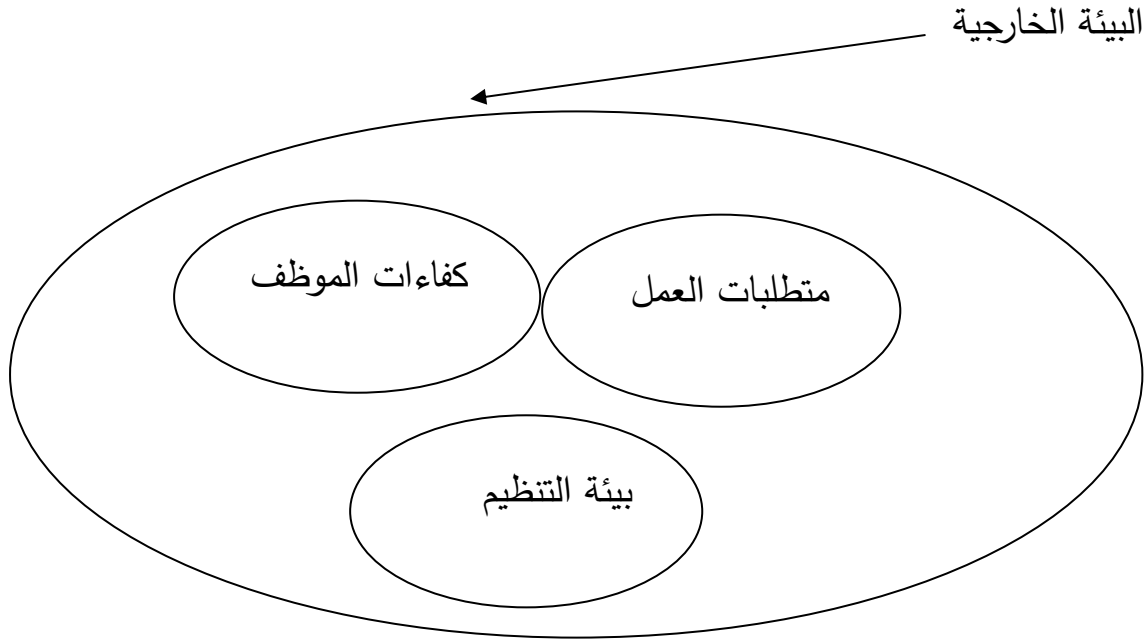 البيئة الخارجية
متطلبات العمل
كفاءات الموظف
بيئة التنظيم